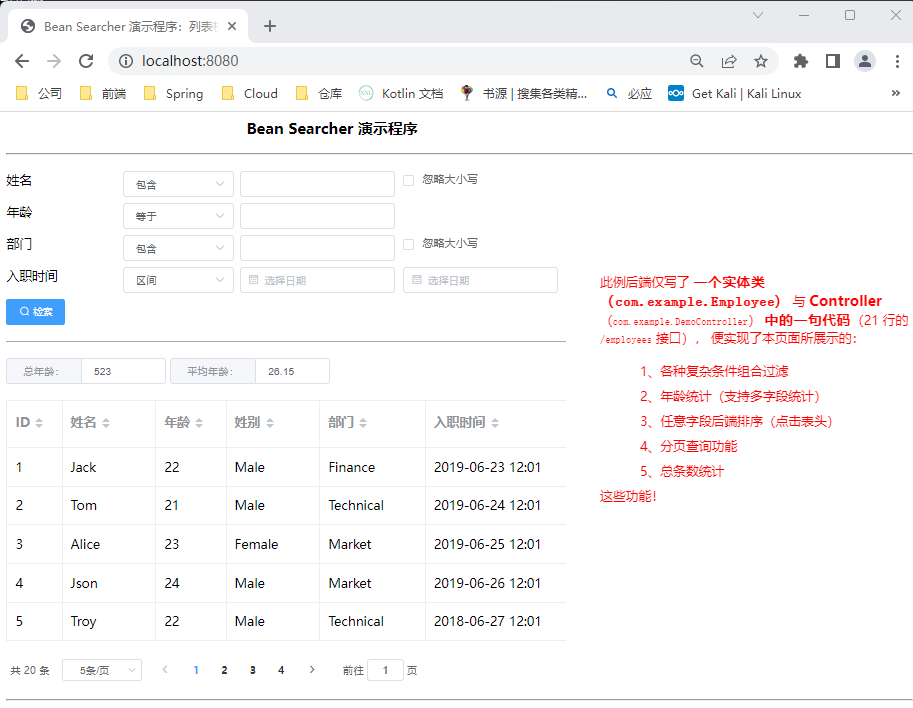 Bean Searcher 演示程序：列表
localhost:8080
公司 前端 Spring Cloud 仓库 Kotlin 文档 书源 | 搜集各类精... 必应 Get Kali | Kali Linux »
Bean Searcher 演示程序
姓名 包含 忽略大小写
年龄 等于
部门 包含 忽略大小写
入职时间 区间 选择日期 选择日期
检索
总年龄： 523 平均年龄： 26.15
ID 姓名 年龄 姓别 部门 入职时间
1 Jack 22 Male Finance 2019-06-23 12:01
2 Tom 21 Male Technical 2019-06-24 12:01
3 Alice 23 Female Market 2019-06-25 12:01
4 Json 24 Male Market 2019-06-26 12:01
5 Troy 22 Male Technical 2018-06-27 12:01
共 20 条 5条/页 1 2 3 4 前往 1 页
此例后端仅写了 一个实体类
（com.example.Employee） 与 Controller
（com.example.DemoController） 中的一句代码（21 行的
/employees 接口），便实现了本页面所展示的：
1、各种复杂条件组合过滤
2、年龄统计（支持多字段统计）
3、任意字段后端排序（点击表头）
4、分页查询功能
5、总条数统计
这些功能！